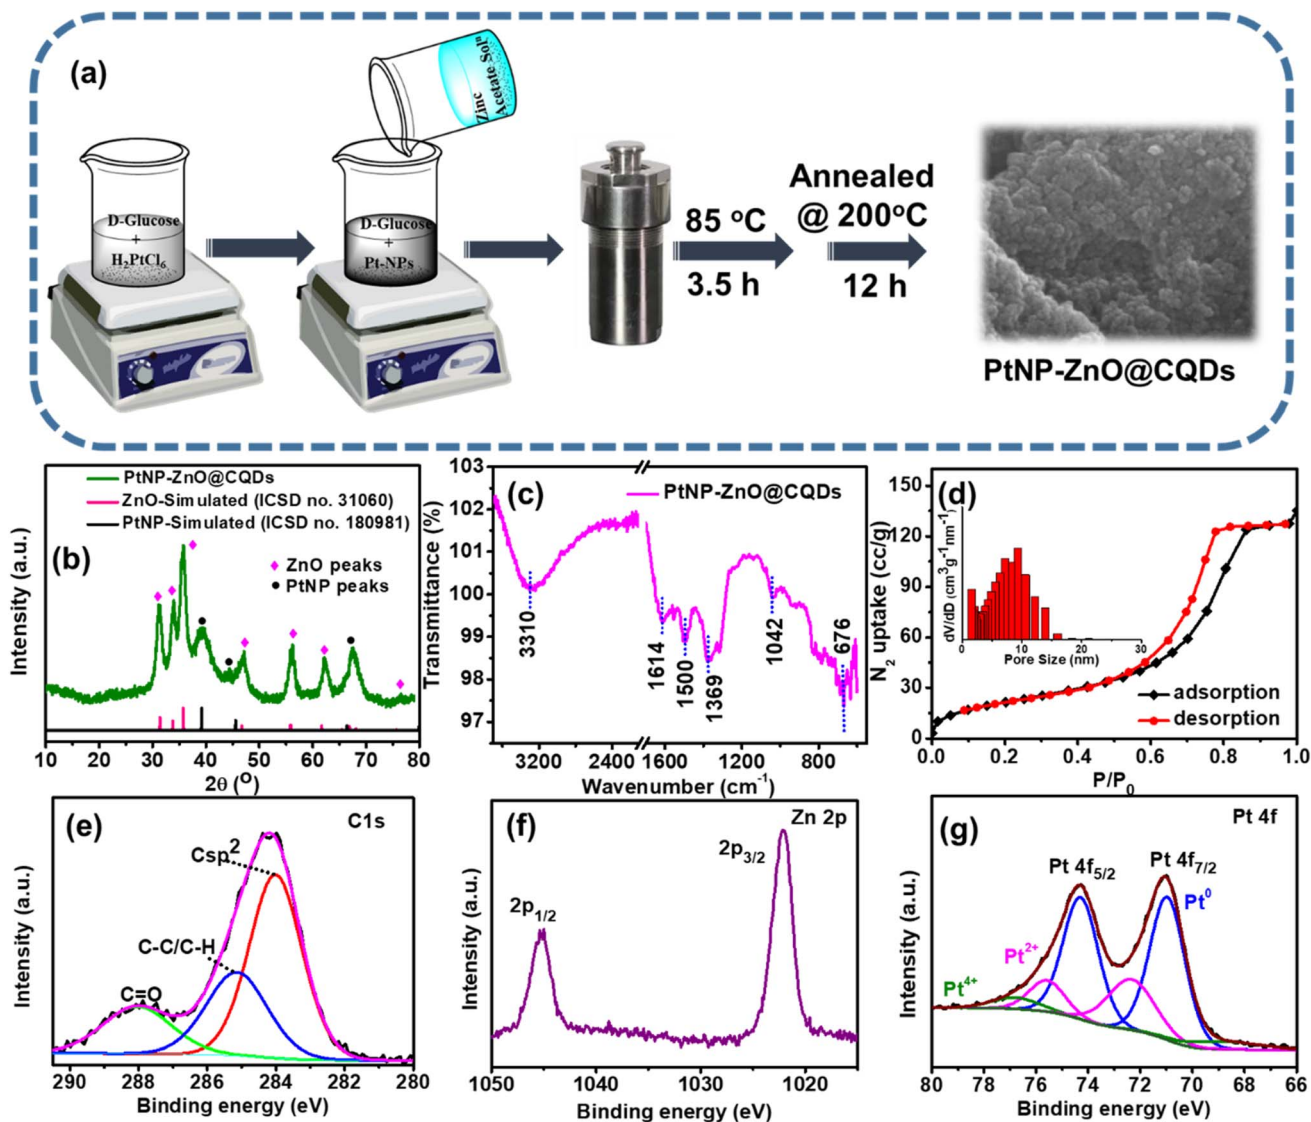 (a)
Zinc
Acetate Solⁿ
D-Glucose
+
H₂PtCl₆
D-Glucose
+
Pt-NPs
85 °C
3.5 h
Annealed
@ 200°C
12 h
PtNP-ZnO@CQDs
(b)
PtNP-ZnO@CQDs
ZnO-Simulated (ICSD no. 31060)
PtNP-Simulated (ICSD no. 180981)
ZnO peaks
PtNP peaks
Intensity (a.u.)
10 20 30 40 50 60 70 80
2θ (°)
(c)
PtNP-ZnO@CQDs
Transmittance (%)
103
102
101
100
99
98
97
3310
1614
1500
1369
1042
676
3200 2400 1600 1200 800
Wavenumber (cm⁻¹)
(d)
N₂ uptake (cc/g)
150
120
90
60
30
0
dV/dD (cm³g⁻¹nm⁻¹)
0 10 20 30
Pore Size (nm)
adsorption
desorption
0.0 0.2 0.4 0.6 0.8 1.0
P/P₀
(e)
C1s
Csp²
C-C/C-H
C=O
Intensity (a.u.)
290 288 286 284 282 280
Binding energy (eV)
(f)
Zn 2p
2p₃/₂
2p₁/₂
Intensity (a.u.)
1050 1040 1030 1020
Binding energy (eV)
(g)
Pt 4f
Pt 4f₅/₂
Pt 4f₇/₂
Pt⁰
Pt²⁺
Pt⁴⁺
Intensity (a.u.)
80 78 76 74 72 70 68 66
Binding energy (eV)